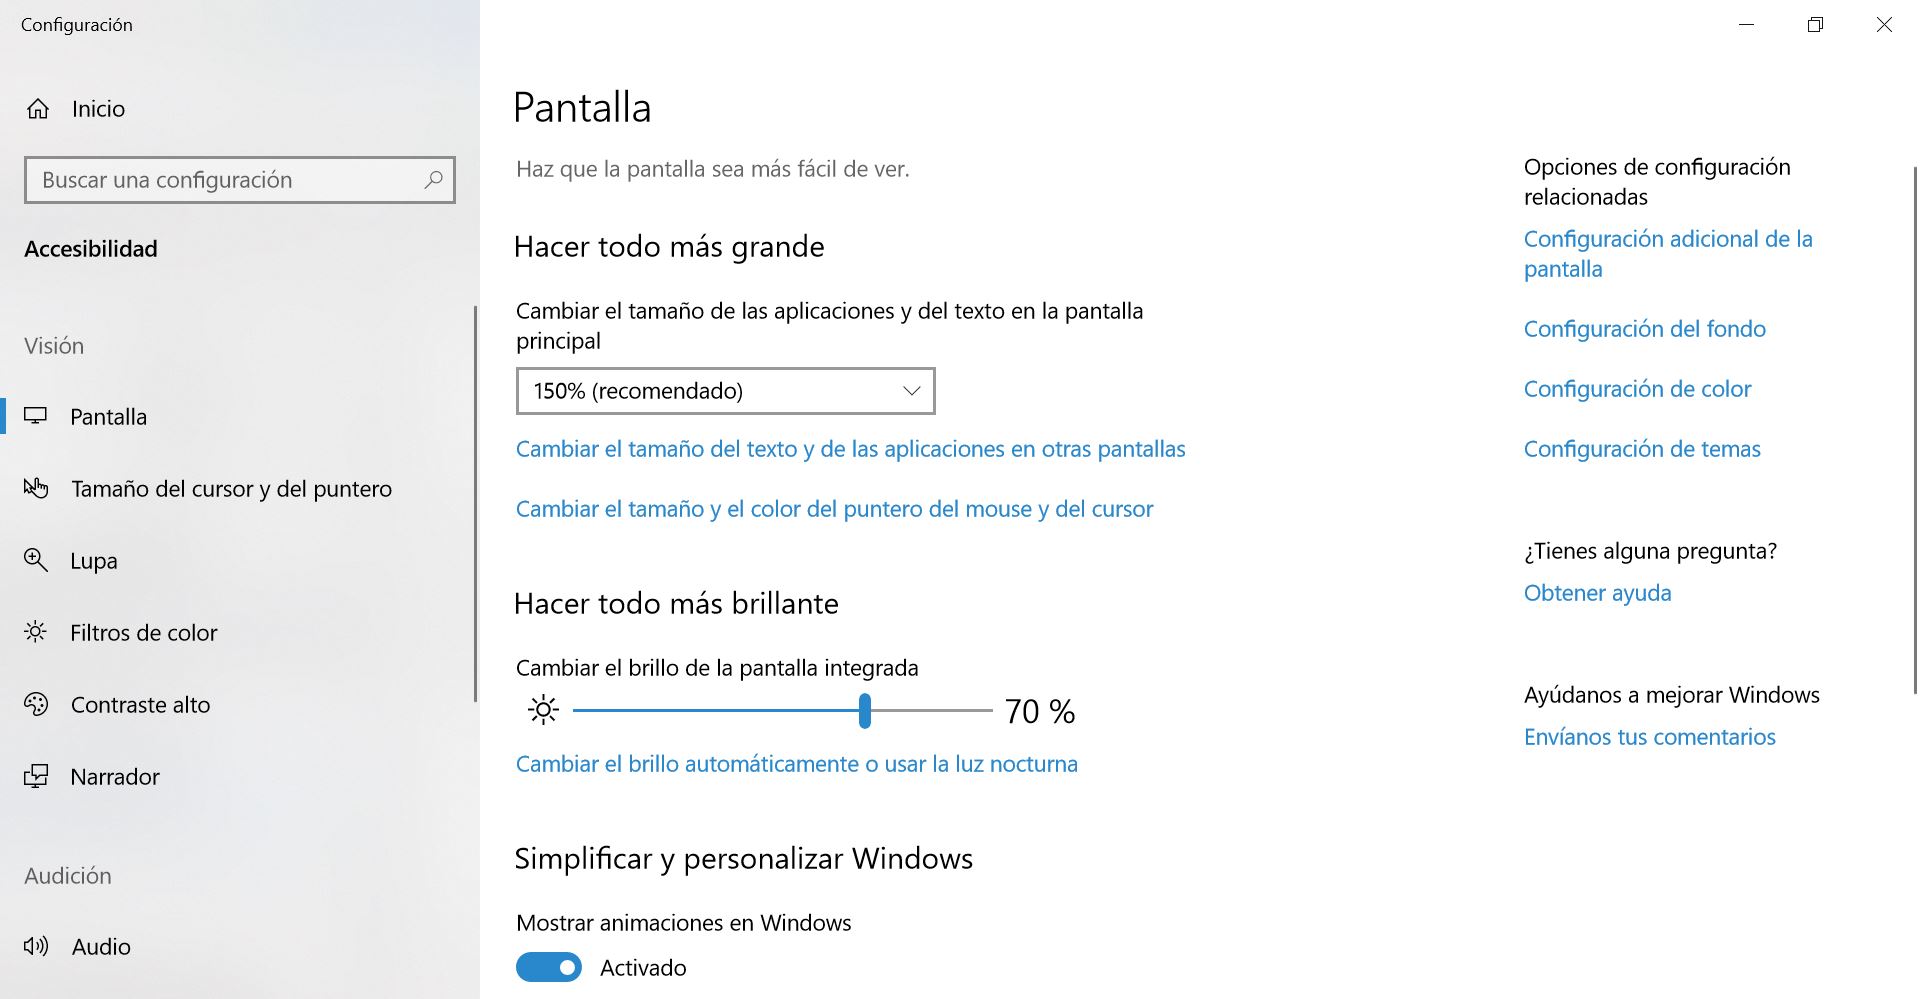 Configuración
Inicio
Buscar una configuración
Accesibilidad
Visión
Pantalla
Tamaño del cursor y del puntero
Lupa
Filtros de color
Contraste alto
Narrador
Audición
Audio
Pantalla
Haz que la pantalla sea más fácil de ver.
Hacer todo más grande
Cambiar el tamaño de las aplicaciones y del texto en la pantalla
principal
150% (recomendado)
Cambiar el tamaño del texto y de las aplicaciones en otras pantallas
Cambiar el tamaño y el color del puntero del mouse y del cursor
Hacer todo más brillante
Cambiar el brillo de la pantalla integrada
70 %
Cambiar el brillo automáticamente o usar la luz nocturna
Simplificar y personalizar Windows
Mostrar animaciones en Windows
Activado
Opciones de configuración
relacionadas
Configuración adicional de la
pantalla
Configuración del fondo
Configuración de color
Configuración de temas
¿Tienes alguna pregunta?
Obtener ayuda
Ayúdanos a mejorar Windows
Envíanos tus comentarios